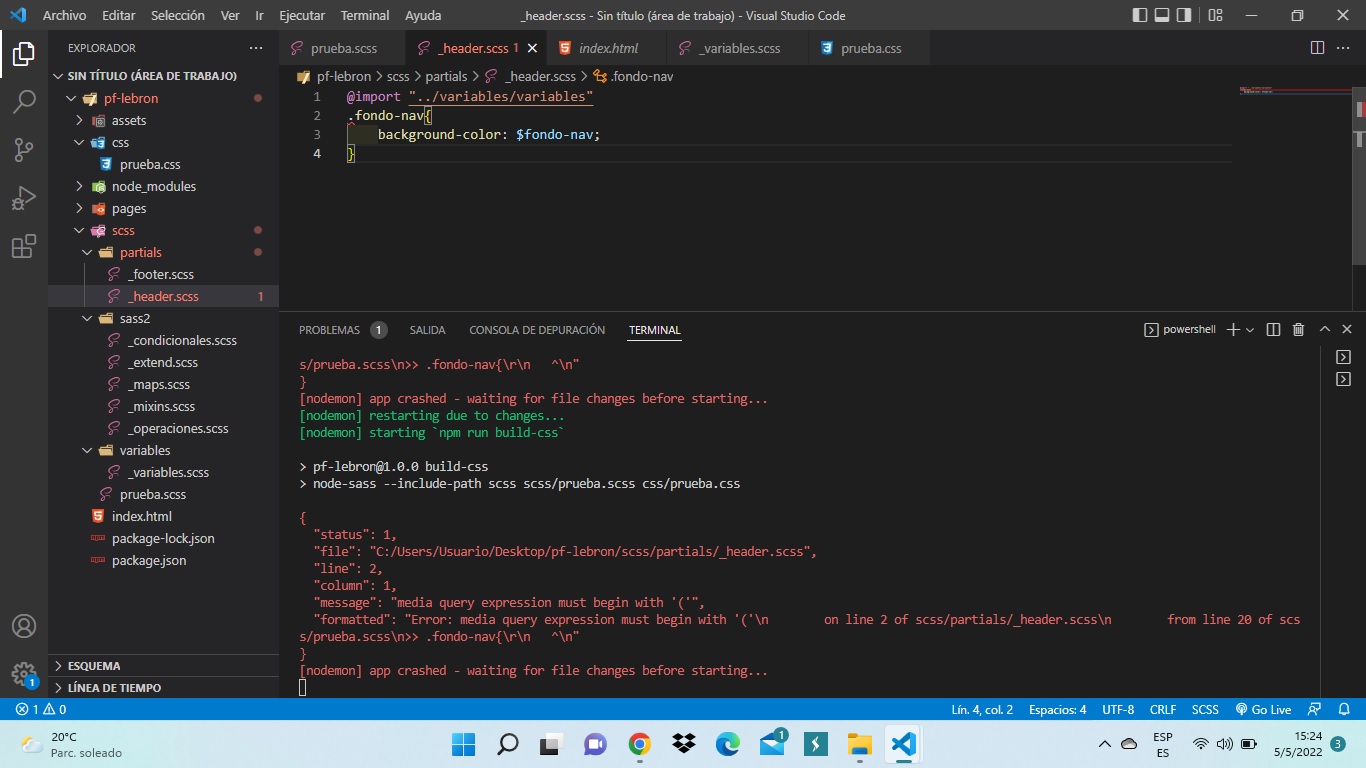 Archivo Editar Selección Ver Ir Ejecutar Terminal Ayuda _header.scss - Sin título (área de trabajo) - Visual Studio Code
EXPLORADOR
SIN TÍTULO (ÁREA DE TRABAJO)
pf-lebron
assets
css
prueba.css
node_modules
pages
scss
partials
_footer.scss
_header.scss 1
sass2
_condicionales.scss
_extend.scss
_maps.scss
_mixins.scss
_operaciones.scss
variables
_variables.scss
prueba.scss
index.html
package-lock.json
package.json
ESQUEMA
LÍNEA DE TIEMPO
1
prueba.scss _header.scss 1 index.html _variables.scss prueba.css
pf-lebron > scss > partials > _header.scss > .fondo-nav
1 @import "../variables/variables"
2 .fondo-nav{
3 background-color: $fondo-nav;
4 }
PROBLEMAS 1 SALIDA CONSOLA DE DEPURACIÓN TERMINAL powershell
s/prueba.scss\n>> .fondo-nav{\r\n   ^\n"
}
[nodemon] app crashed - waiting for file changes before starting...
[nodemon] restarting due to changes...
[nodemon] starting `npm run build-css`
> pf-lebron@1.0.0 build-css
> node-sass --include-path scss scss/prueba.scss css/prueba.css
{
"status": 1,
"file": "C:/Users/Usuario/Desktop/pf-lebron/scss/partials/_header.scss",
"line": 2,
"column": 1,
"message": "media query expression must begin with '('",
"formatted": "Error: media query expression must begin with '('\n        on line 2 of scss/partials/_header.scss\n        from line 20 of scs
s/prueba.scss\n>> .fondo-nav{\r\n   ^\n"
}
[nodemon] app crashed - waiting for file changes before starting...
1 0 Lín. 4, col. 2 Espacios: 4 UTF-8 CRLF SCSS Go Live
20°C
Parc. soleado
1
ESP
ES
15:24
5/5/2022
3